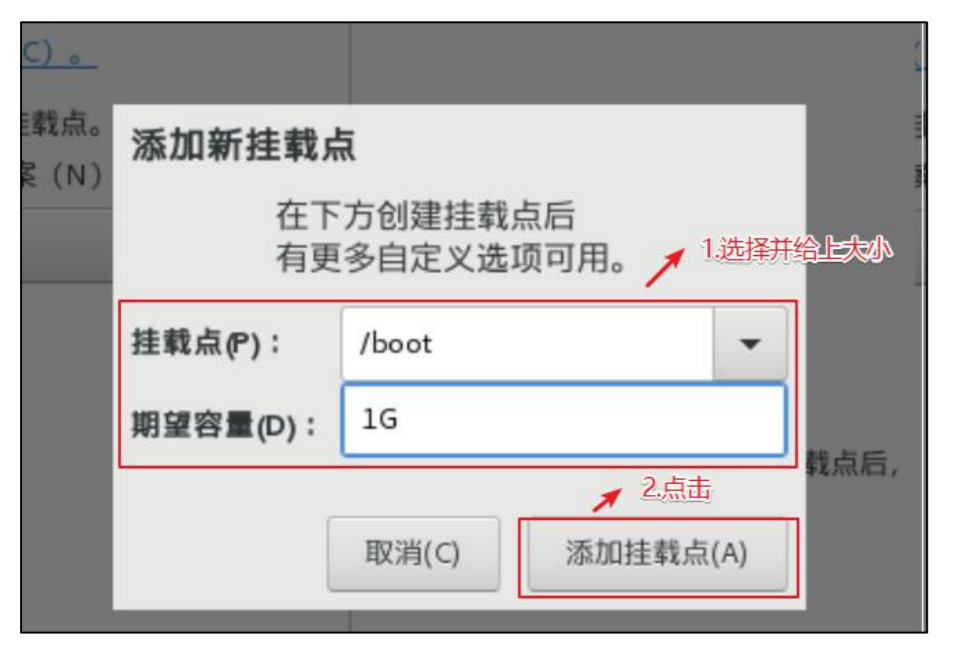 C) 。
载点。
案 (N)
添加新挂载点
在下方创建挂载点后
有更多自定义选项可用。
1.选择并给上大小
挂载点(P)：
/boot
期望容量(D)：
1G
载点后,
2.点击
取消(C)
添加挂载点(A)